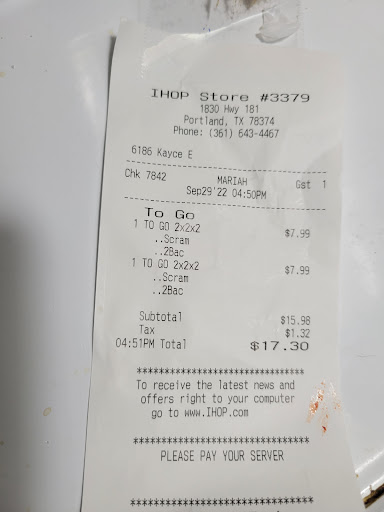 IHOP Store #3379
1830 Hwy 181
Portland, TX 78374
Phone: (361) 643-4467
6186 Kayce E
Chk 7842 MARIAH Gst 1
Sep29'22 04:50PM
To Go
1 TO GO 2x2x2 $7.99
..Scram
..2Bac
1 TO GO 2x2x2 $7.99
..Scram
..2Bac
Subtotal $15.98
Tax $1.32
04:51PM Total $17.30
********************************
To receive the latest news and
offers right to your computer
go to www.IHOP.com
********************************
PLEASE PAY YOUR SERVER
********************************